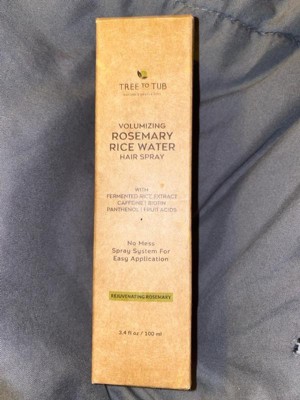 TREE TO TUB
VOLUMIZING
ROSEMARY
RICE WATER
HAIR SPRAY
WITH
FERMENTED RICE EXTRACT
CAFFEINE | BIOTIN
PANTHENOL | FRUIT ACIDS
No Mess
Spray System For
Easy Application
REJUVENATING ROSEMARY
3.4 fl oz / 100 ml